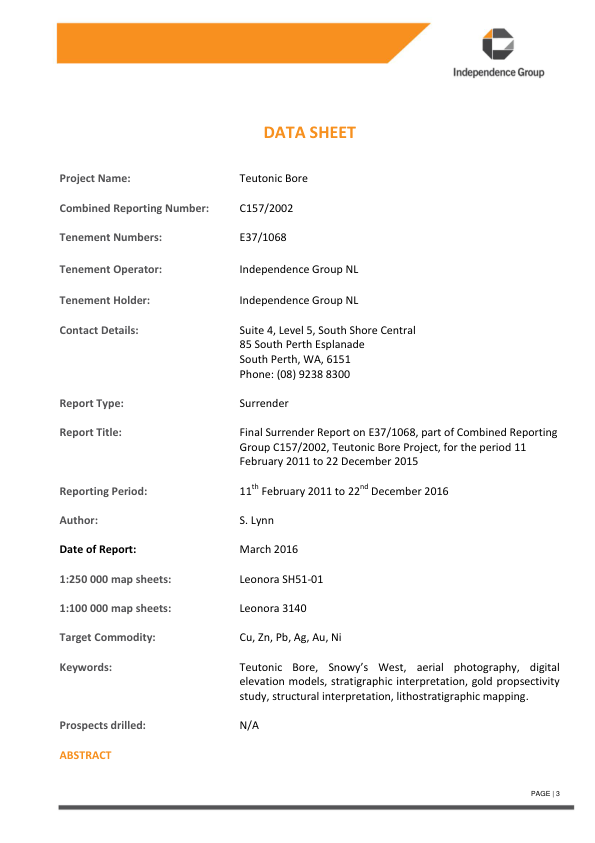 Independence Group
DATA SHEET
Project Name: Teutonic Bore
Combined Reporting Number: C157/2002
Tenement Numbers: E37/1068
Tenement Operator: Independence Group NL
Tenement Holder: Independence Group NL
Contact Details: Suite 4, Level 5, South Shore Central
85 South Perth Esplanade
South Perth, WA, 6151
Phone: (08) 9238 8300
Report Type: Surrender
Report Title: Final Surrender Report on E37/1068, part of Combined Reporting
Group C157/2002, Teutonic Bore Project, for the period 11
February 2011 to 22 December 2015
Reporting Period: 11th February 2011 to 22nd December 2016
Author: S. Lynn
Date of Report: March 2016
1:250 000 map sheets: Leonora SH51-01
1:100 000 map sheets: Leonora 3140
Target Commodity: Cu, Zn, Pb, Ag, Au, Ni
Keywords: Teutonic Bore, Snowy’s West, aerial photography, digital
elevation models, stratigraphic interpretation, gold propsectivity
study, structural interpretation, lithostratigraphic mapping.
Prospects drilled: N/A
ABSTRACT
PAGE | 3